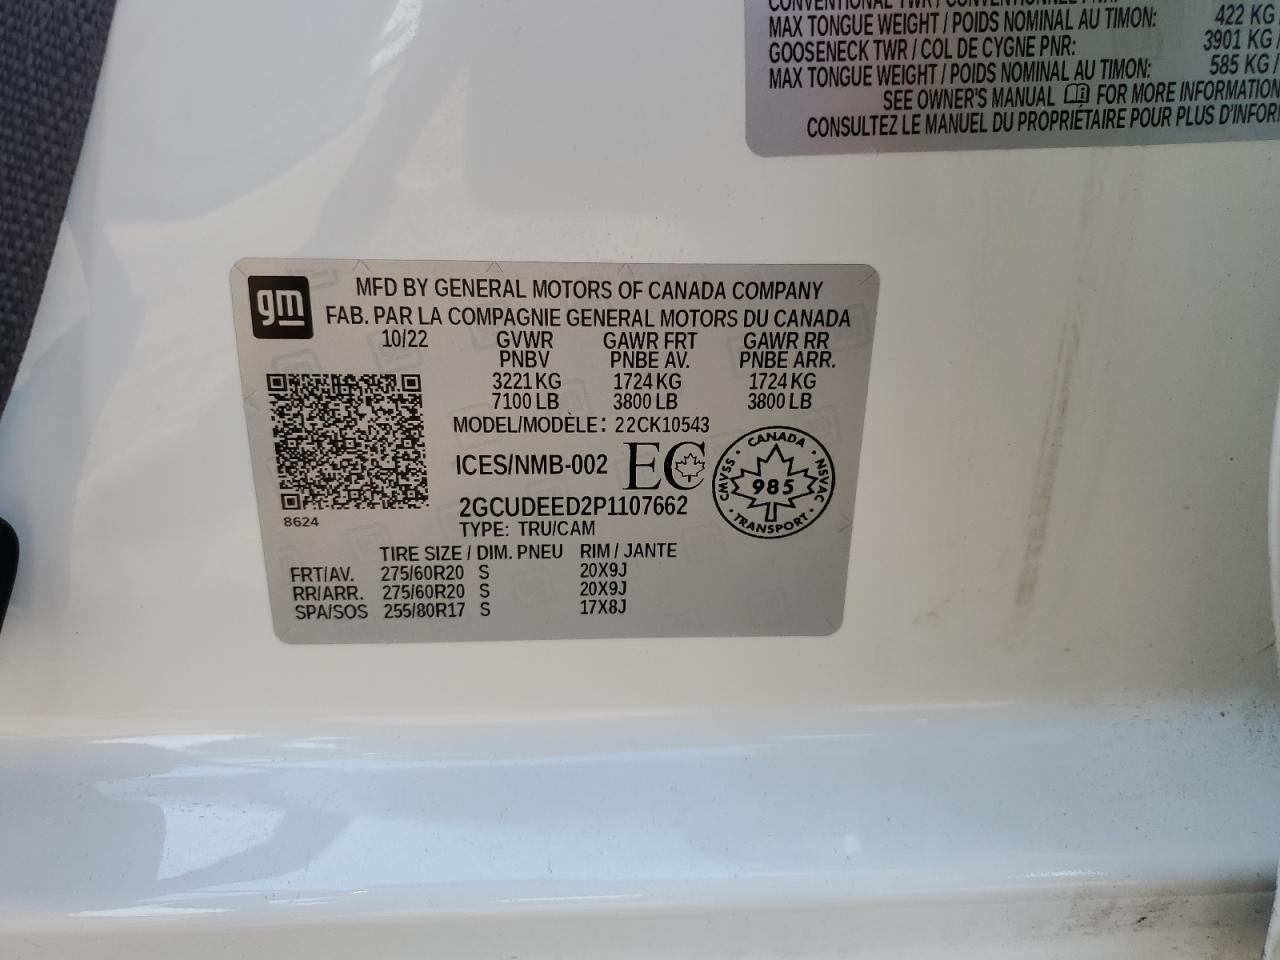 CONVENTIONAL TWR / CONVENTIONNEL PNR:
MAX TONGUE WEIGHT / POIDS NOMINAL AU TIMON: 422 KG
GOOSENECK TWR / COL DE CYGNE PNR: 3901 KG/
MAX TONGUE WEIGHT / POIDS NOMINAL AU TIMON: 585 KG/
SEE OWNER'S MANUAL FOR MORE INFORMATION
CONSULTEZ LE MANUEL DU PROPRIÉTAIRE POUR PLUS D'INFOR
gm
MFD BY GENERAL MOTORS OF CANADA COMPANY
FAB. PAR LA COMPAGNIE GENERAL MOTORS DU CANADA
10/22 GVWR GAWR FRT GAWR RR
PNBV PNBE AV. PNBE ARR.
3221 KG 1724 KG 1724 KG
7100 LB 3800 LB 3800 LB
MODEL/MODÈLE: 22CK10543
ICES/NMB-002 EC
CANADA
CMVSS 985 NSVAC
TRANSPORT
2GCUDEED2P1107662
8624
TYPE: TRU/CAM
TIRE SIZE / DIM. PNEU RIM / JANTE
FRT/AV. 275/60R20 S 20X9J
RR/ARR. 275/60R20 S 20X9J
SPA/SOS 255/80R17 S 17X8J